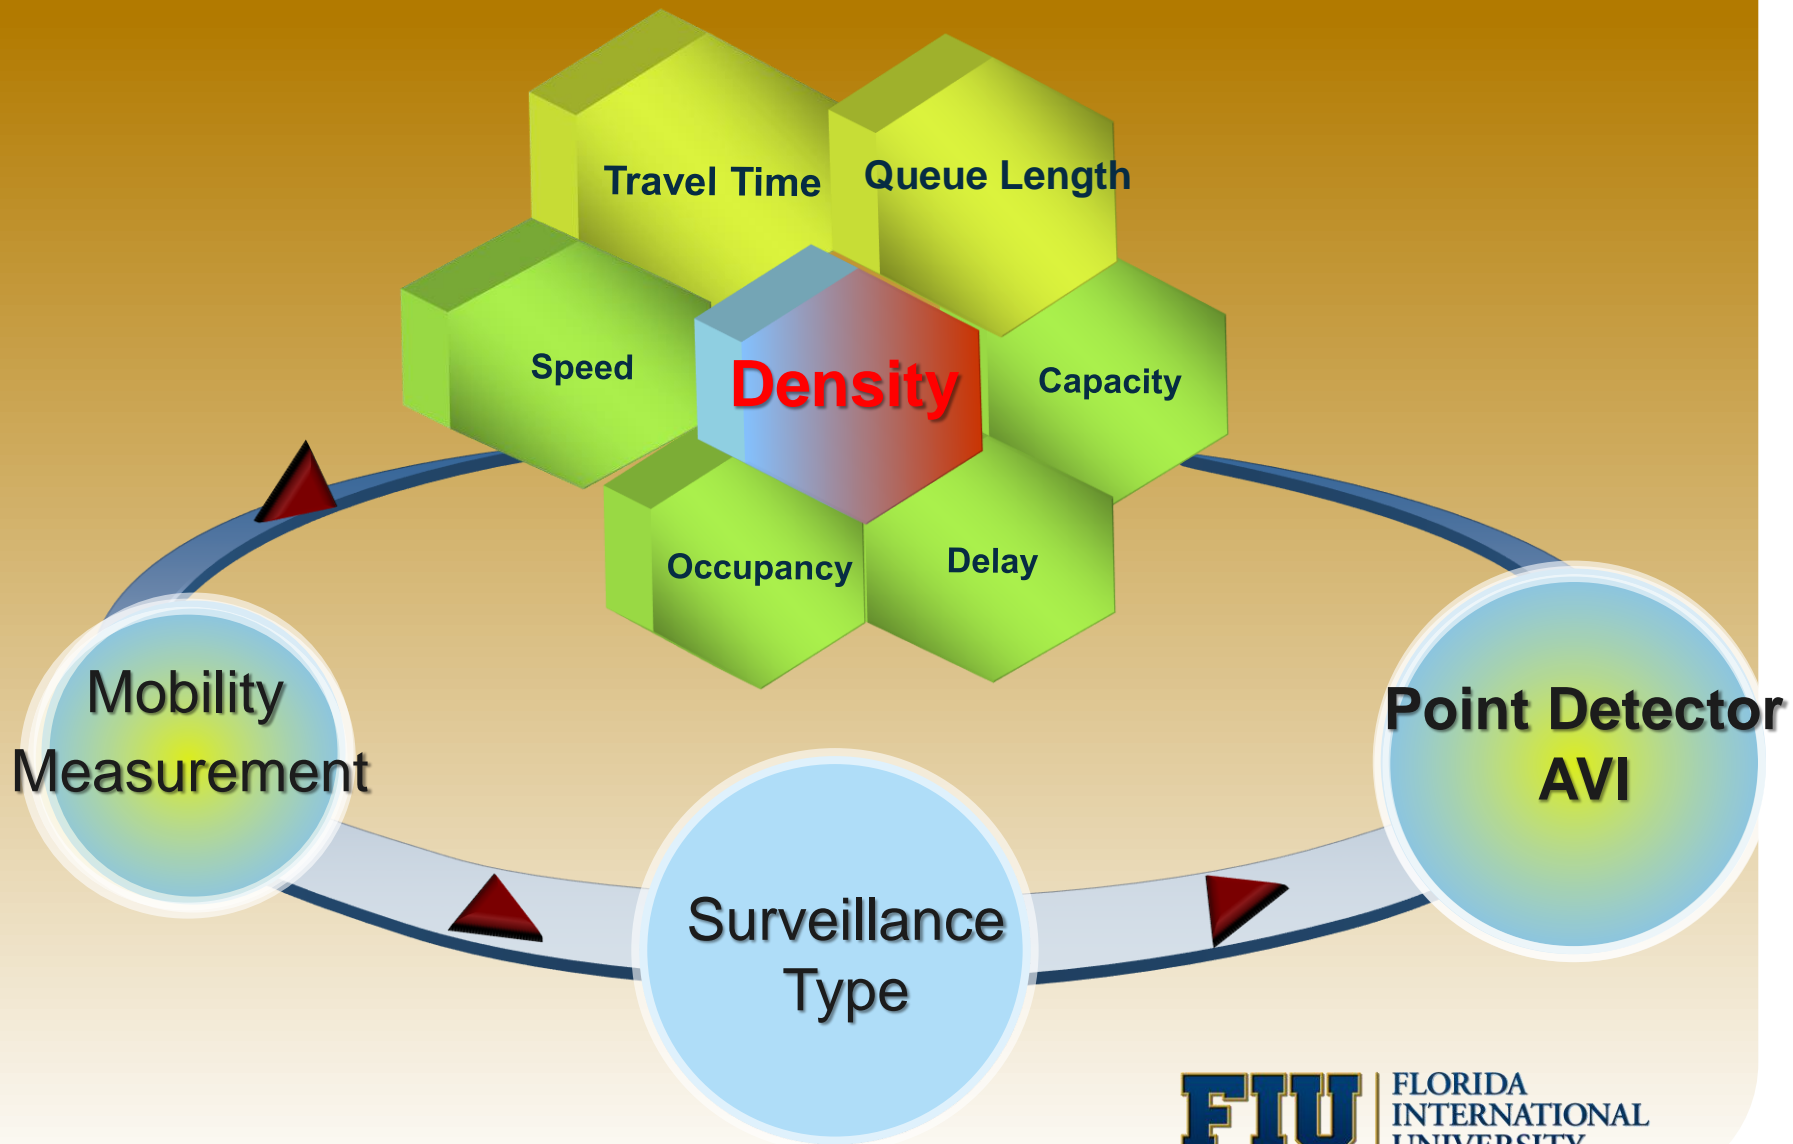 Travel Time
Queue Length
Speed
Density
Capacity
Occupancy
Delay
Mobility
Measurement
Point Detector
AVI
Surveillance
Type
FIU
FLORIDA
INTERNATIONAL
UNIVERSITY